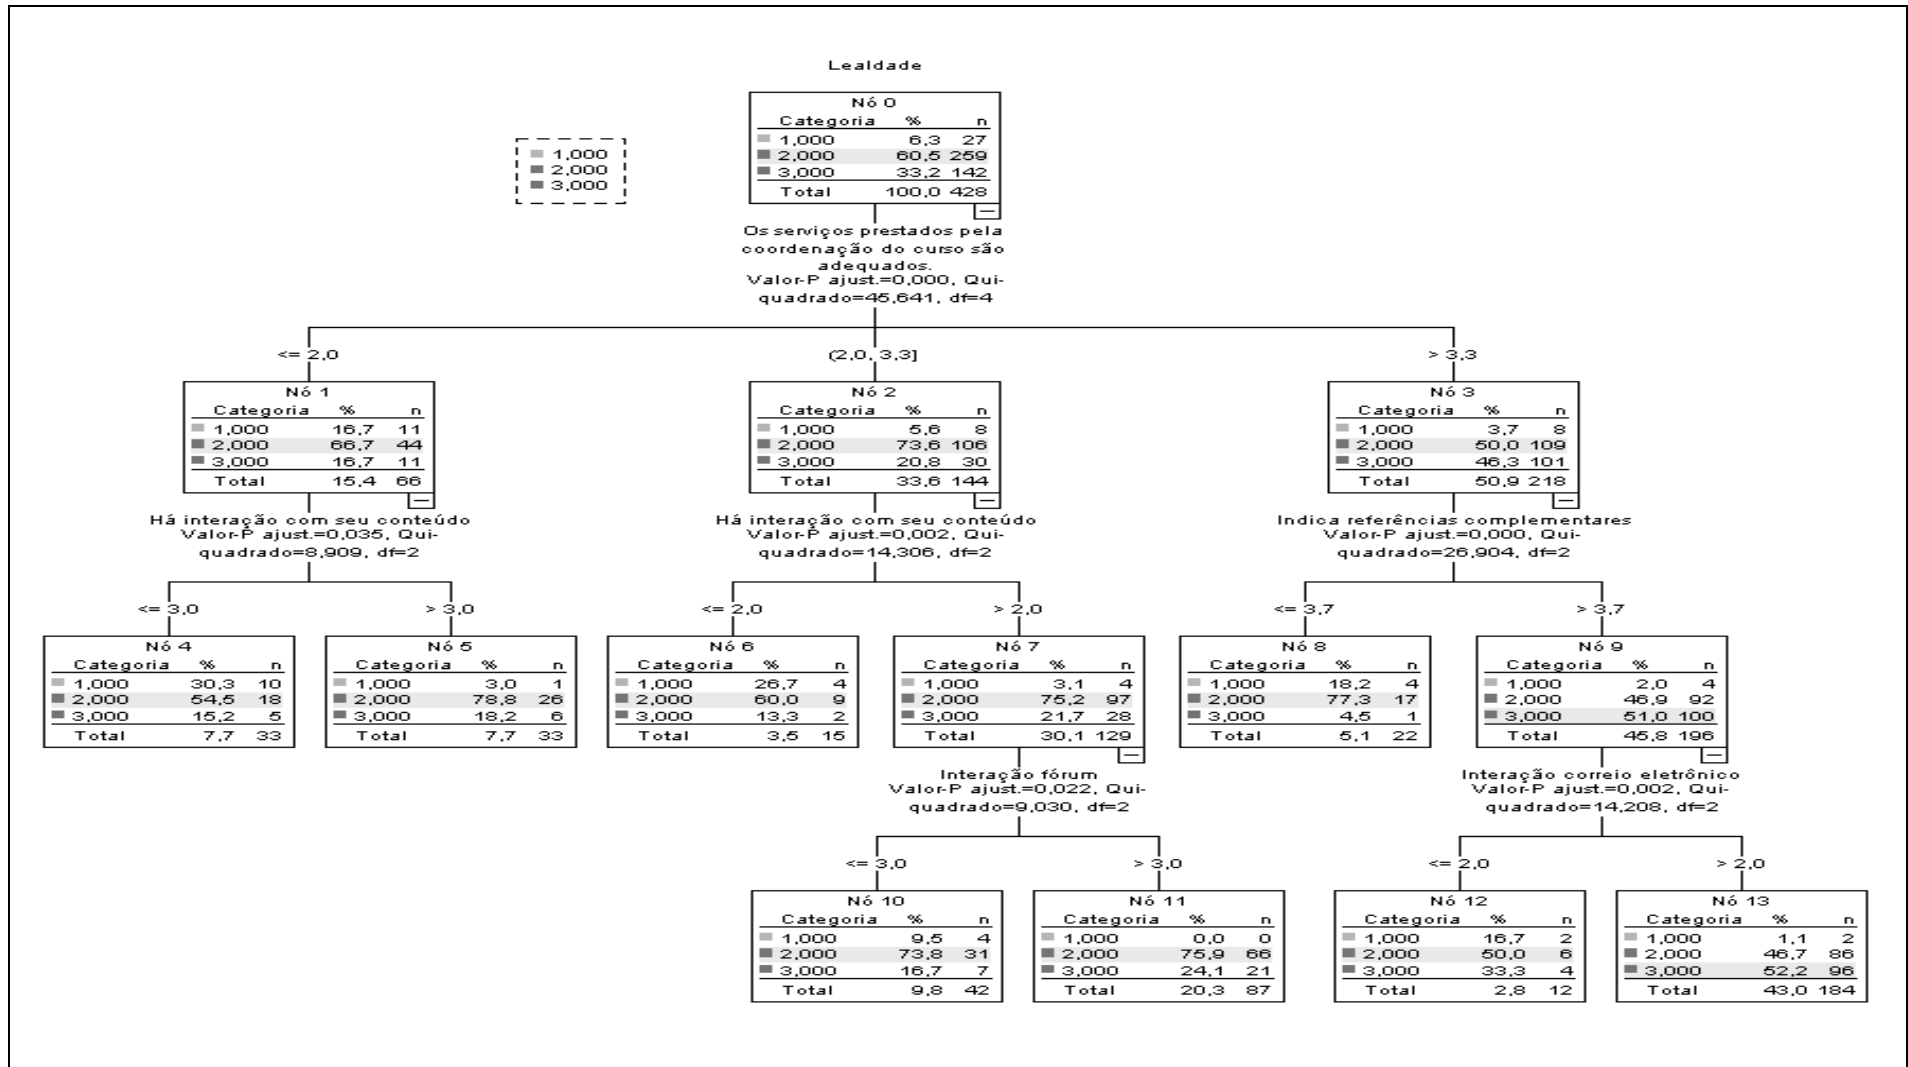 Lealdade
Nó 0
Categoria % n
1,000 6,3 27
2,000 60,5 259
3,000 33,2 142
Total 100,0 428
1,000
2,000
3,000
Os serviços prestados pela
coordenação do curso são
adequados.
Valor-P ajust.=0,000, Qui-
quadrado=45,641, df=4
<= 2,0
(2,0, 3,3]
> 3,3
Nó 1
Categoria % n
1,000 16,7 11
2,000 66,7 44
3,000 16,7 11
Total 15,4 66
Nó 2
Categoria % n
1,000 5,6 8
2,000 73,6 106
3,000 20,8 30
Total 33,6 144
Nó 3
Categoria % n
1,000 3,7 8
2,000 50,0 109
3,000 46,3 101
Total 50,9 218
Há interação com seu conteúdo
Valor-P ajust.=0,035, Qui-
quadrado=8,909, df=2
Há interação com seu conteúdo
Valor-P ajust.=0,002, Qui-
quadrado=14,306, df=2
Indica referências complementares
Valor-P ajust.=0,000, Qui-
quadrado=26,904, df=2
<= 3,0
> 3,0
<= 2,0
> 2,0
<= 3,7
> 3,7
Nó 4
Categoria % n
1,000 30,3 10
2,000 54,5 18
3,000 15,2 5
Total 7,7 33
Nó 5
Categoria % n
1,000 3,0 1
2,000 78,8 26
3,000 18,2 6
Total 7,7 33
Nó 6
Categoria % n
1,000 26,7 4
2,000 60,0 9
3,000 13,3 2
Total 3,5 15
Nó 7
Categoria % n
1,000 3,1 4
2,000 75,2 97
3,000 21,7 28
Total 30,1 129
Nó 8
Categoria % n
1,000 18,2 4
2,000 77,3 17
3,000 4,5 1
Total 5,1 22
Nó 9
Categoria % n
1,000 2,0 4
2,000 46,9 92
3,000 51,0 100
Total 45,8 196
Interação fórum
Valor-P ajust.=0,022, Qui-
quadrado=9,030, df=2
Interação correio eletrônico
Valor-P ajust.=0,002, Qui-
quadrado=14,208, df=2
<= 3,0
> 3,0
<= 2,0
> 2,0
Nó 10
Categoria % n
1,000 9,5 4
2,000 73,8 31
3,000 16,7 7
Total 9,8 42
Nó 11
Categoria % n
1,000 0,0 0
2,000 75,9 66
3,000 24,1 21
Total 20,3 87
Nó 12
Categoria % n
1,000 16,7 2
2,000 50,0 6
3,000 33,3 4
Total 2,8 12
Nó 13
Categoria % n
1,000 1,1 2
2,000 46,7 86
3,000 52,2 96
Total 43,0 184